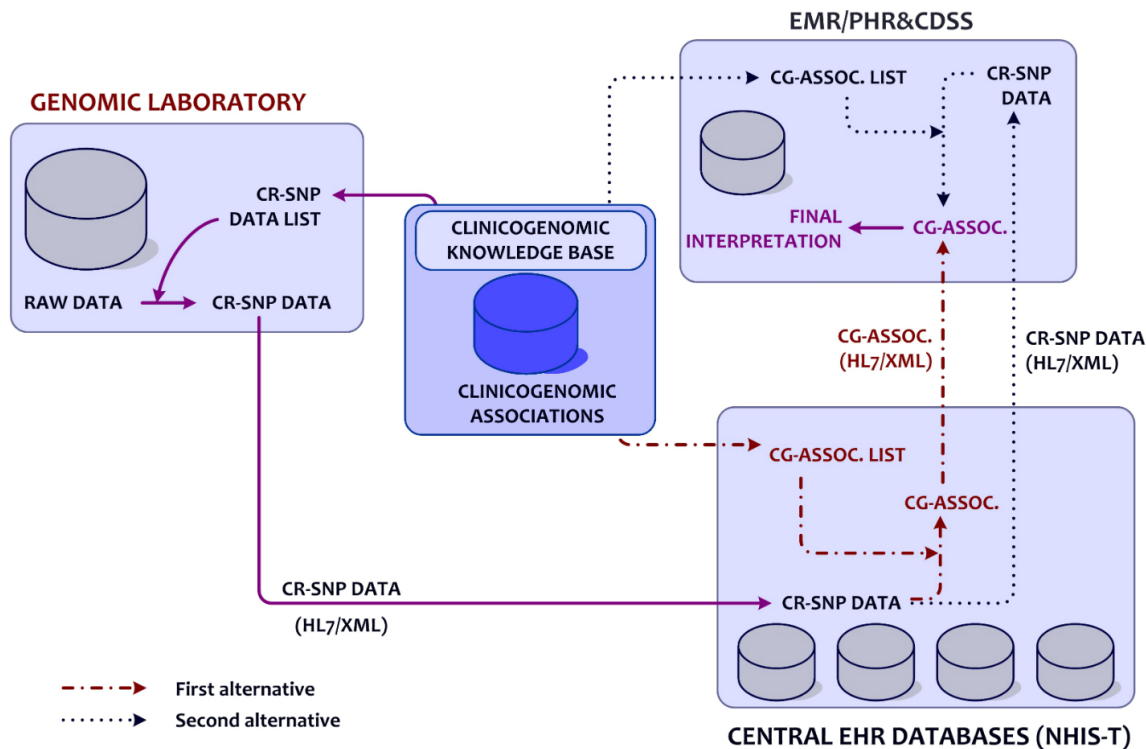 EMR/PHR&CDSS
CG-ASSOC. LIST
CR-SNP
DATA
FINAL
INTERPRETATION
CG-ASSOC.
GENOMIC LABORATORY
CR-SNP
DATA LIST
RAW DATA
CR-SNP DATA
CLINICOGENOMIC
KNOWLEDGE BASE
CLINICOGENOMIC
ASSOCIATIONS
CG-ASSOC.
(HL7/XML)
CR-SNP DATA
(HL7/XML)
CG-ASSOC. LIST
CG-ASSOC.
CR-SNP DATA
CR-SNP DATA
(HL7/XML)
First alternative
Second alternative
CENTRAL EHR DATABASES (NHIS-T)